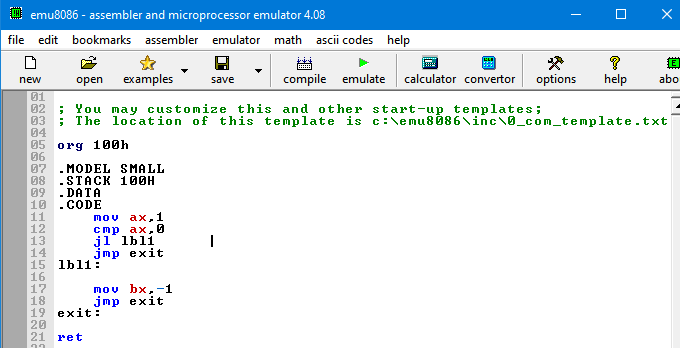 emu8086 - assembler and microprocessor emulator 4.08
file edit bookmarks assembler emulator math ascii codes help
new open examples save compile emulate calculator convertor options help abo
01
02 ; You may customize this and other start-up templates;
03 ; The location of this template is c:\emu8086\inc\0_com_template.txt
04
05 org 100h
06
07 .MODEL SMALL
08 .STACK 100H
09 .DATA
10 .CODE
11 mov ax,1
12 cmp ax,0
13 jl lbl1
14 jmp exit
15 lbl1:
16
17 mov bx,-1
18 jmp exit
19 exit:
20
21 ret